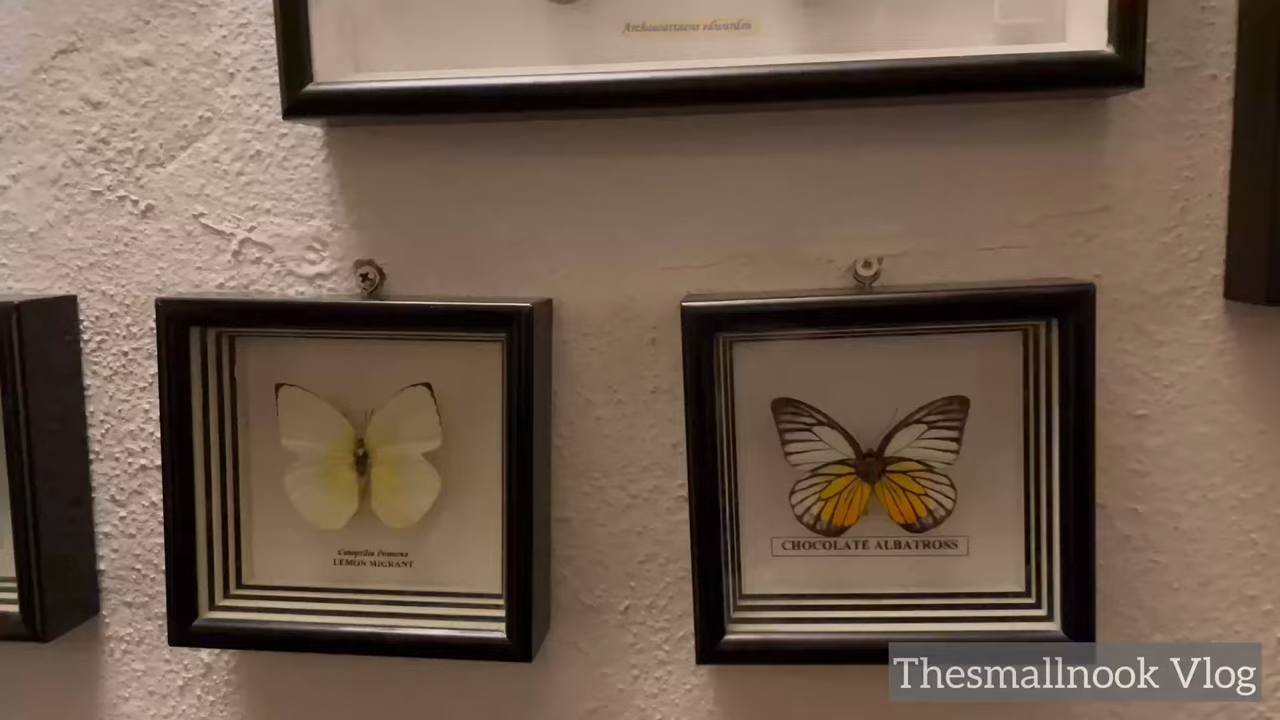 Catopsilia Pomona
LEMON MIGRANT
CHOCOLATE ALBATROSS
Thesmallnook Vlog